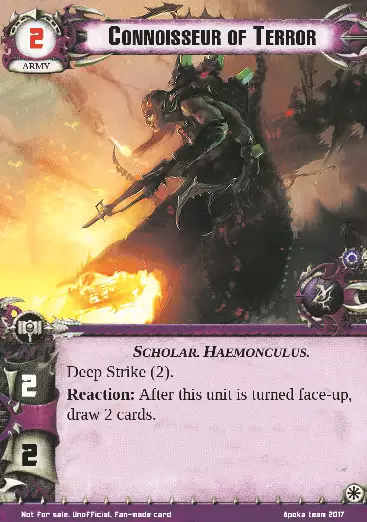 2
CONNOISSEUR OF TERROR
ARMY
SCHOLAR. HAEMONCULUS.
Deep Strike (2).
Reaction: After this unit is turned face-up,
draw 2 cards.
2
2
Not for sale. Unofficial. Fan-made card
Apoka team 2017